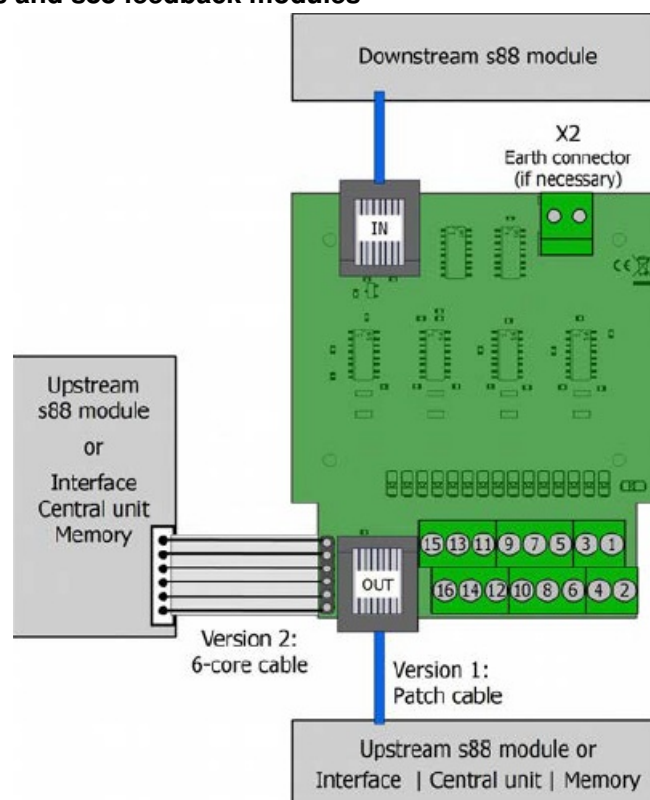 and s88 feedback modules
Downstream s88 module
X2
Earth connector
(if necessary)
IN
CE
Upstream
s88 module
or
Interface
Central unit
Memory
15 13 11 9 7 5 3 1
OUT
16 14 12 10 8 6 4 2
Version 2:
6-core cable
Version 1:
Patch cable
Upstream s88 module or
Interface | Central unit | Memory